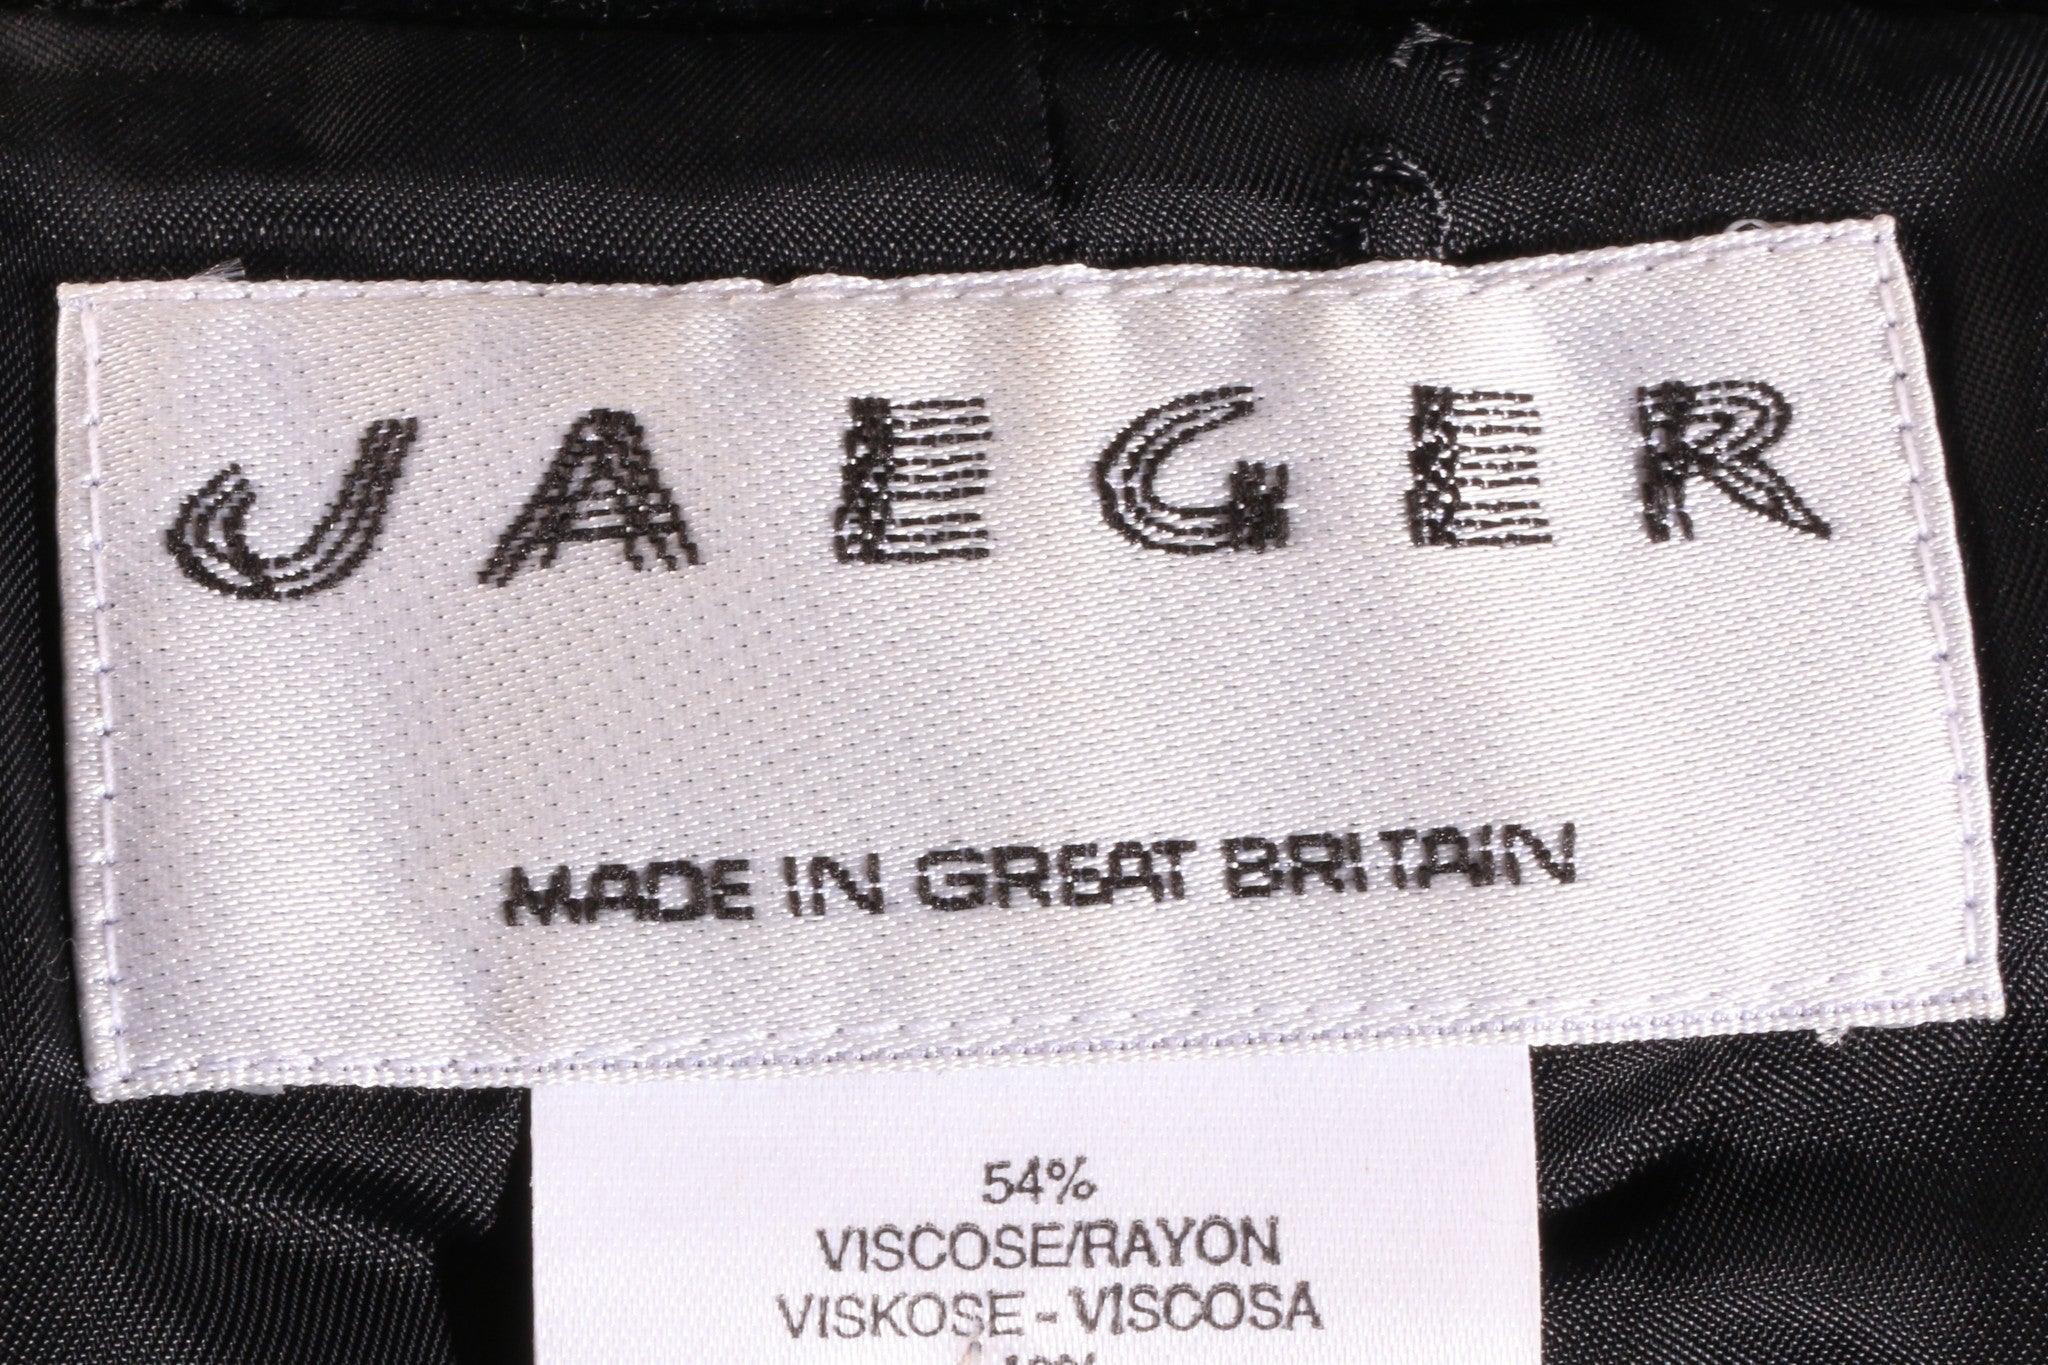 JAEGER
MADE IN GREAT BRITAIN
54%
VISCOSE/RAYON
VISKOSE - VISCOSA